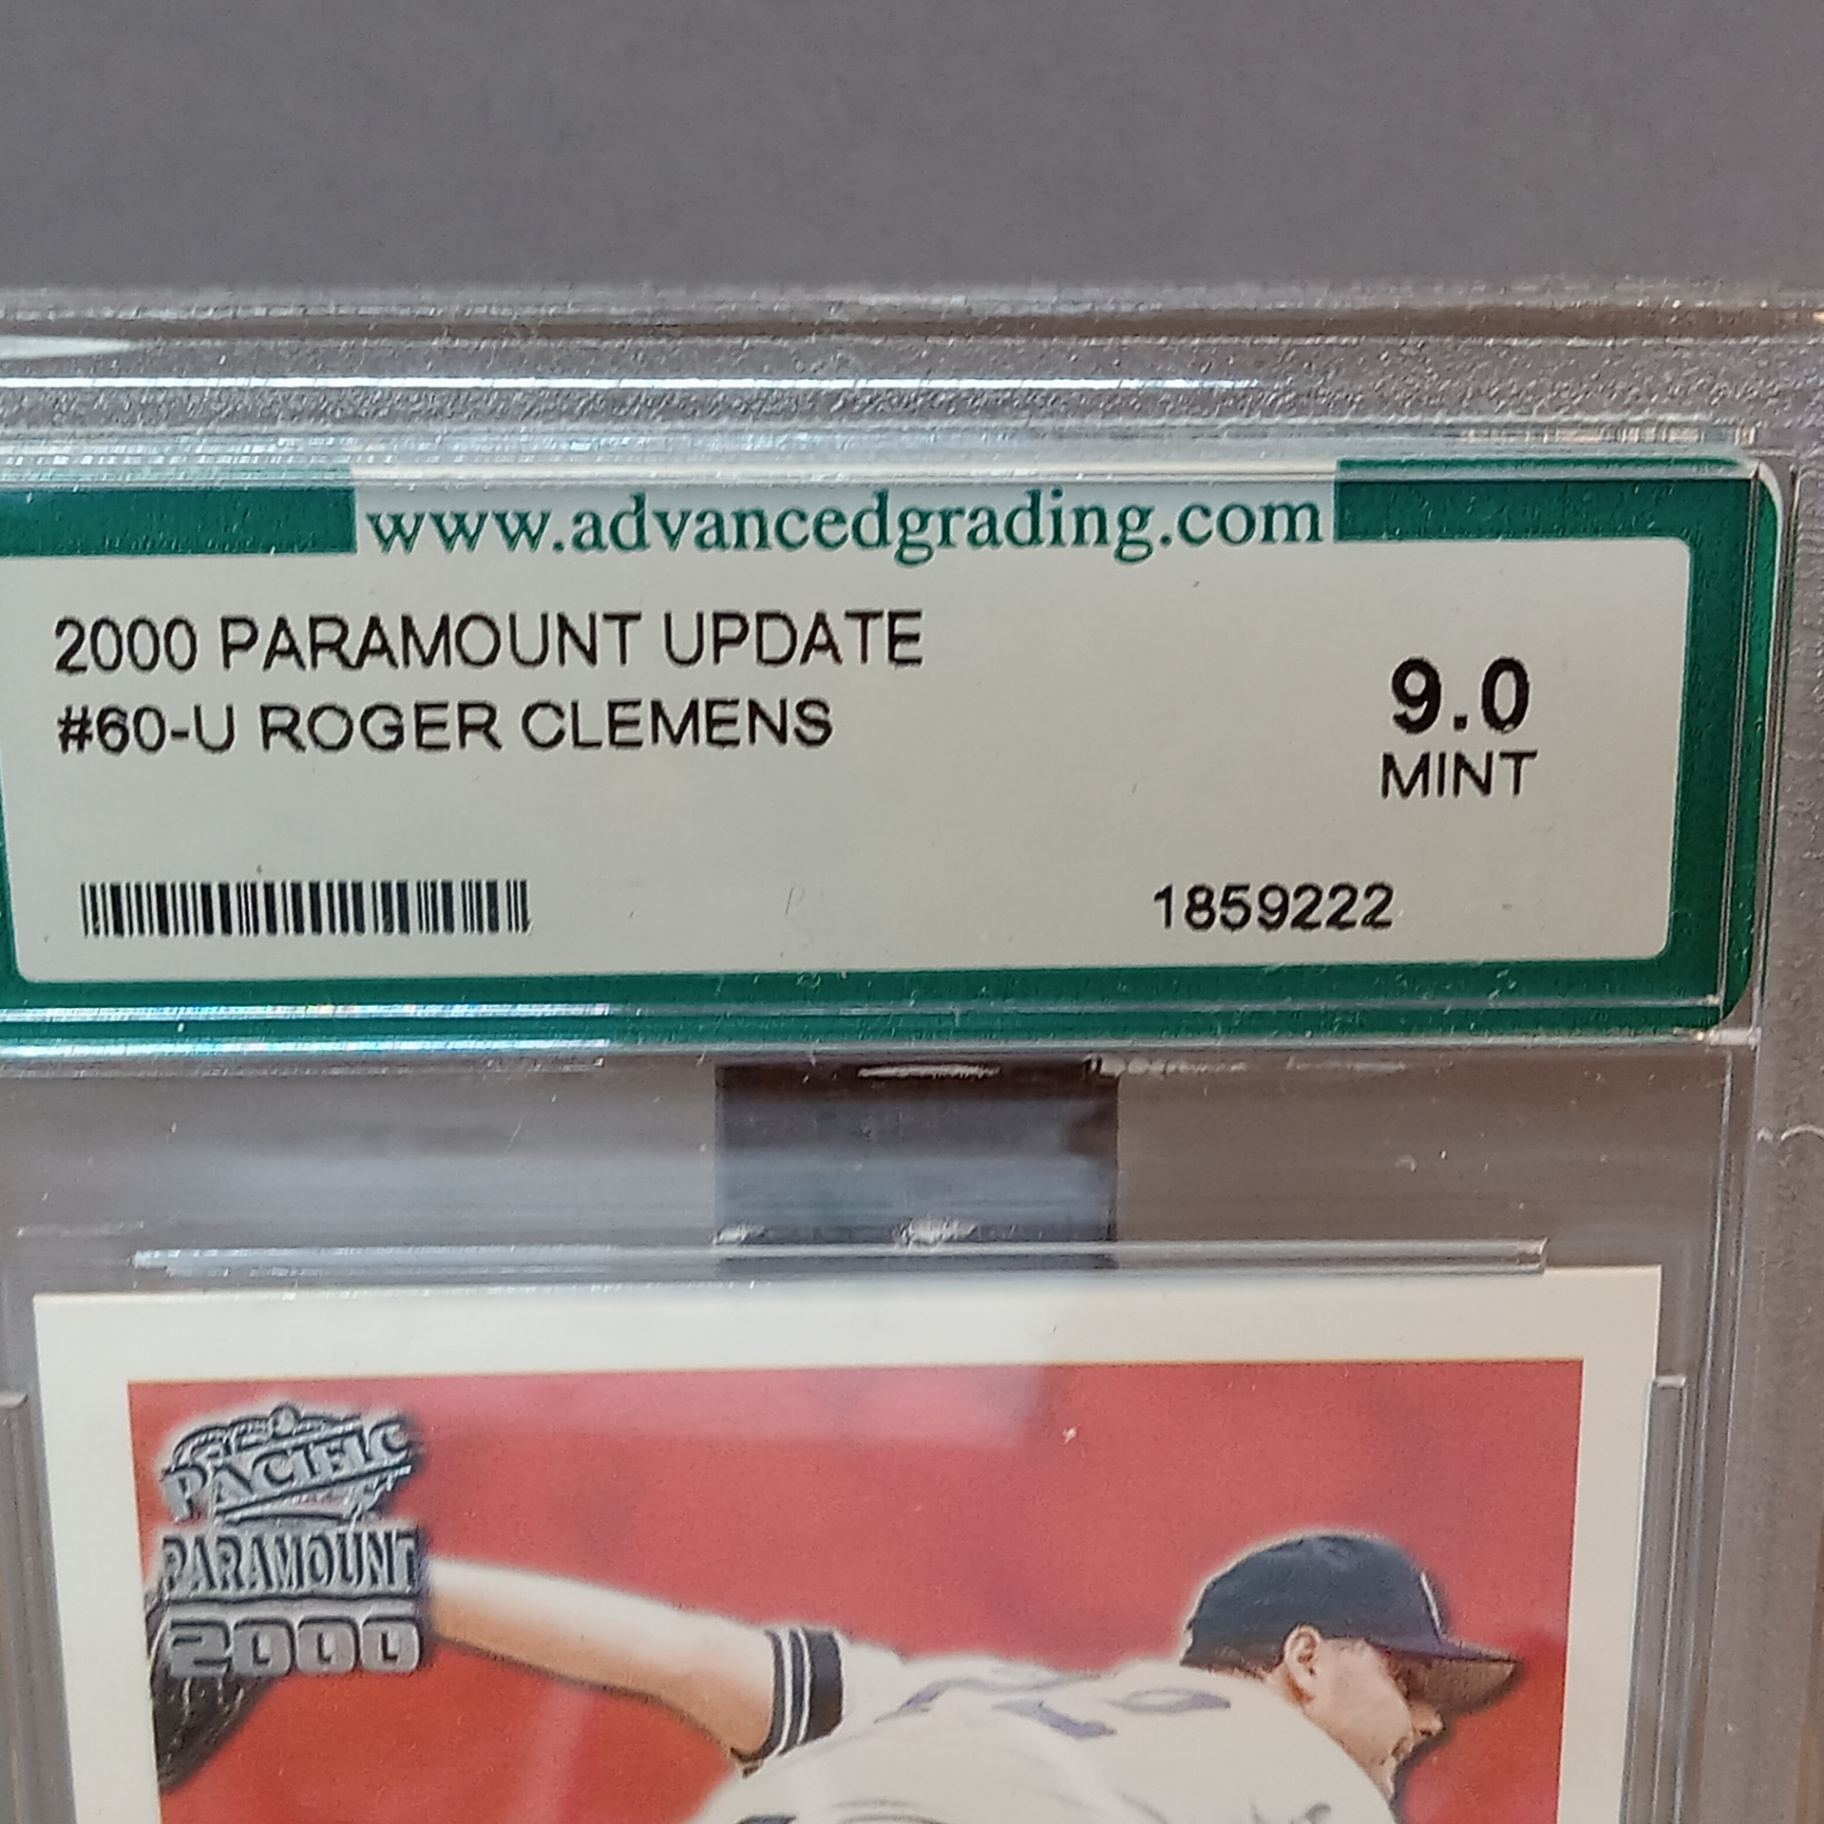 www.advancedgrading.com
2000 PARAMOUNT UPDATE
#60-U ROGER CLEMENS
9.0
MINT
1859222
PACIFIC
PARAMOUNT
2000